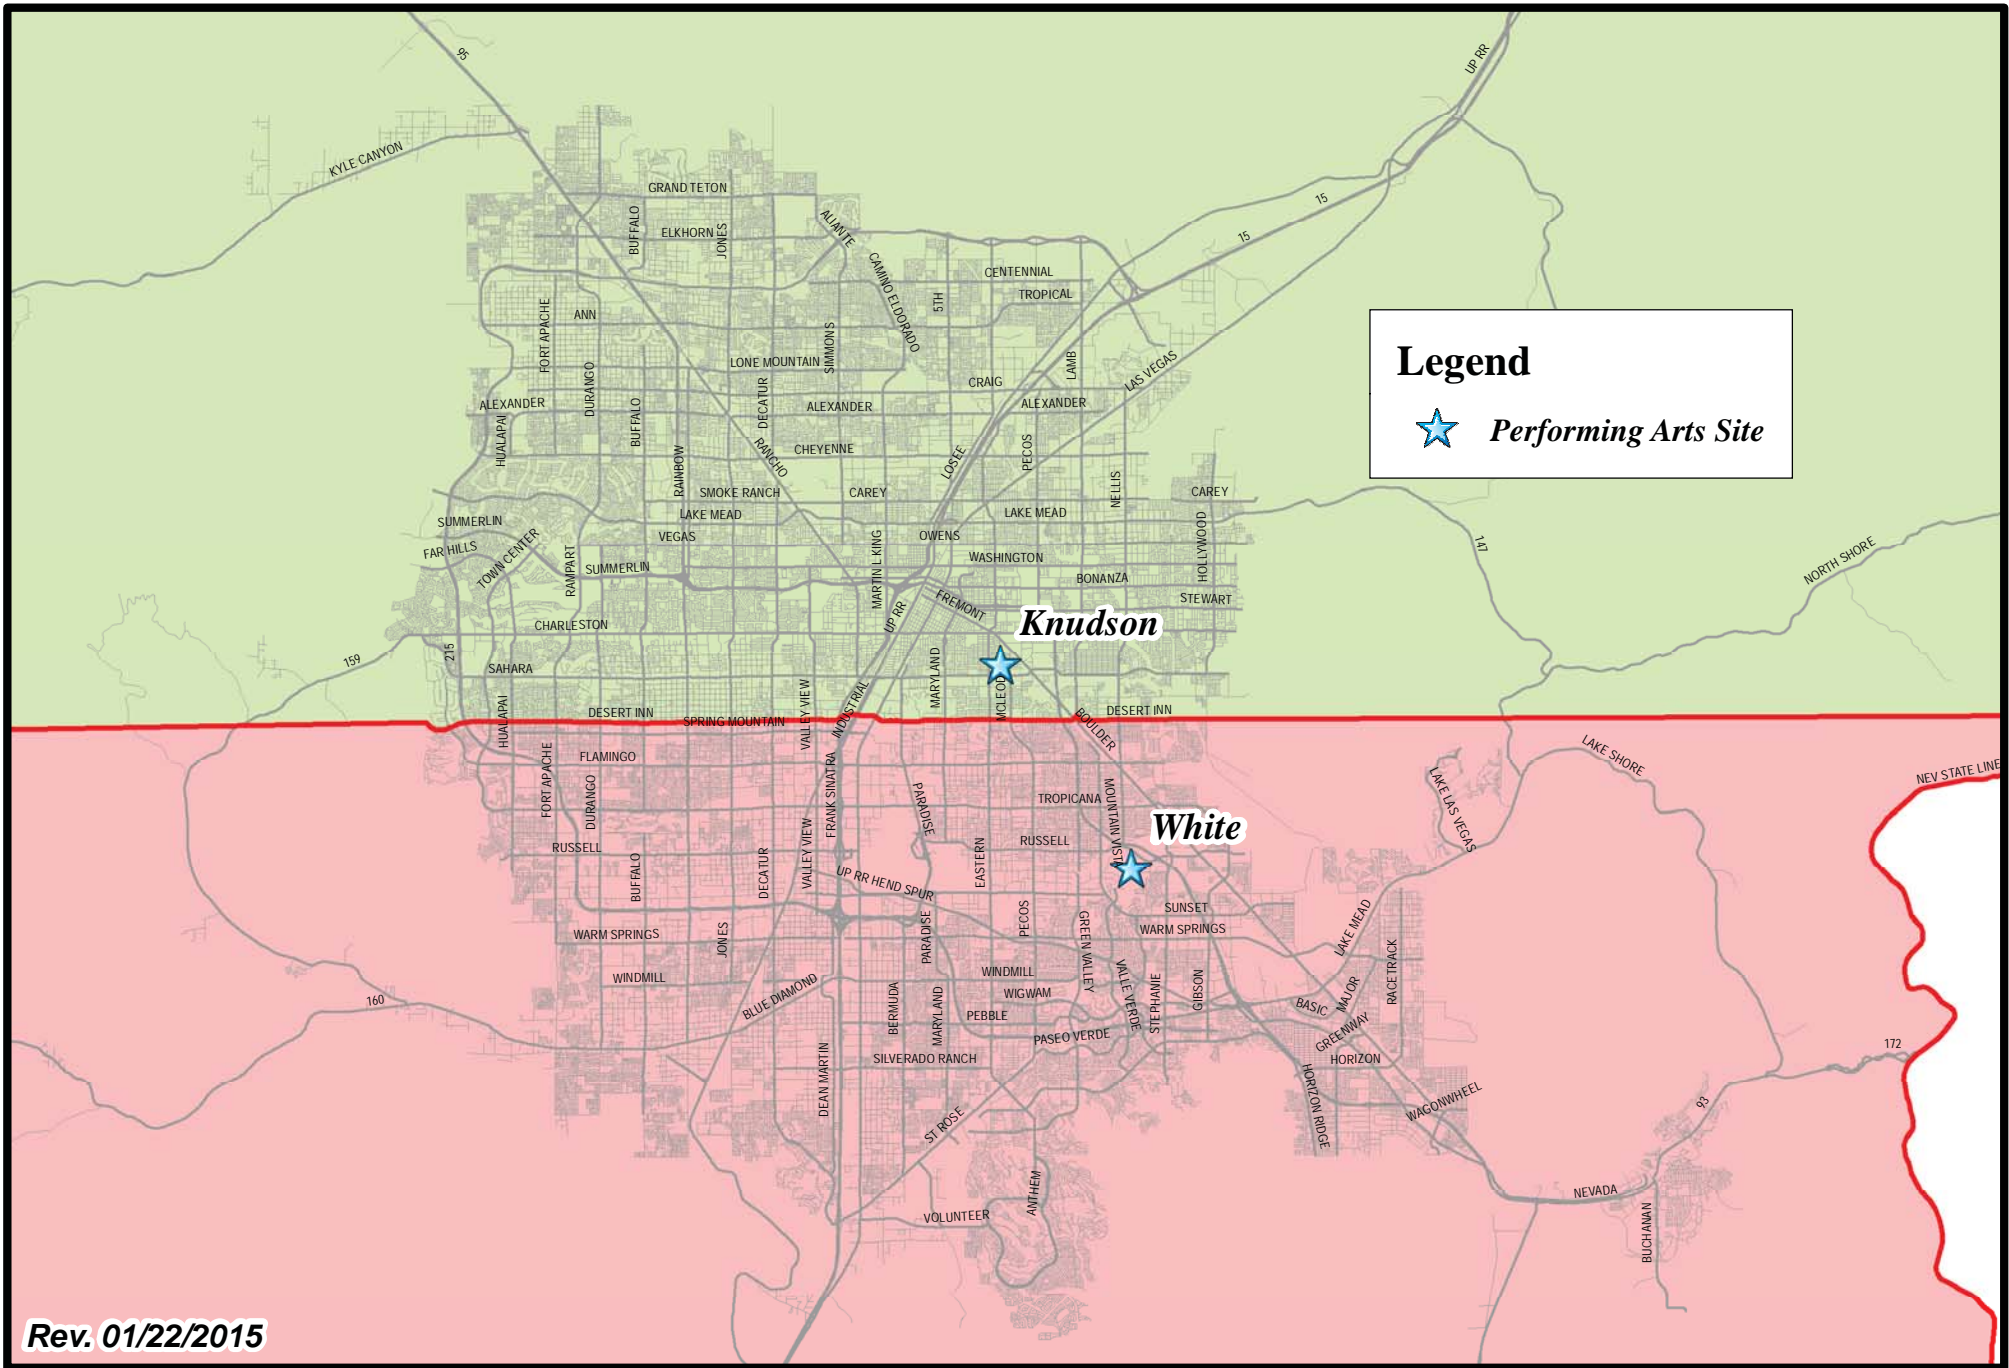 95
UP RR
KYLE CANYON
GRAND TETON
BUFFALO
ELKHORN
JONES
ALIANTE
15
15
CAMINO ELDORADO
CENTENNIAL
TROPICAL
5TH
FORT APACHE
ANN
SIMMONS
LONE MOUNTAIN
LAMB
LAS VEGAS
Legend
Performing Arts Site
DURANGO
DECATUR
CRAIG
ALEXANDER
ALEXANDER
ALEXANDER
BUFFALO
HUALAPAI
CHEYENNE
RANCHO
LOSEE
PECOS
RAINBOW
SMOKE RANCH
CAREY
NELLIS
CAREY
LAKE MEAD
LAKE MEAD
SUMMERLIN
VEGAS
OWENS
HOLLYWOOD
147
FAR HILLS
TOWN CENTER
WASHINGTON
NORTH SHORE
RAMPART
SUMMERLIN
MARTIN L KING
BONANZA
FREMONT
STEWART
UP RR
CHARLESTON
Knudson
215
159
SAHARA
MARYLAND
MCLEOD
HUALAPAI
DESERT INN
SPRING MOUNTAIN
VALLEY VIEW
INDUSTRIAL
BOULDER
DESERT INN
FLAMINGO
LAKE SHORE
NEV STATE LINE
FORT APACHE
DURANGO
FRANK SINATRA
PARADISE
TROPICANA
MOUNTAIN VISTA
LAKE LAS VEGAS
White
RUSSELL
RUSSELL
BUFFALO
DECATUR
VALLEY VIEW
EASTERN
UP RR HEND SPUR
SUNSET
WARM SPRINGS
JONES
PARADISE
PECOS
GREEN VALLEY
WARM SPRINGS
LAKE MEAD
RACETRACK
WINDMILL
WINDMILL
VALLE VERDE
STEPHANIE
GIBSON
160
BLUE DIAMOND
BERMUDA
MARYLAND
WIGWAM
BASIC
MAJOR
PEBBLE
PASEO VERDE
GREENWAY
SILVERADO RANCH
HORIZON
172
DEAN MARTIN
HORIZON RIDGE
WAGONWHEEL
93
ST ROSE
ANTHEM
NEVADA
VOLUNTEER
BUCHANAN
Rev. 01/22/2015